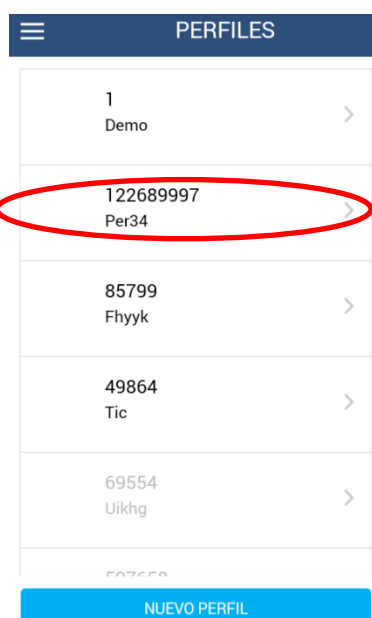 PERFILES
1
Demo
122689997
Per34
85799
Fhyyk
49864
Tic
69554
Uikhg
NUEVO PERFIL